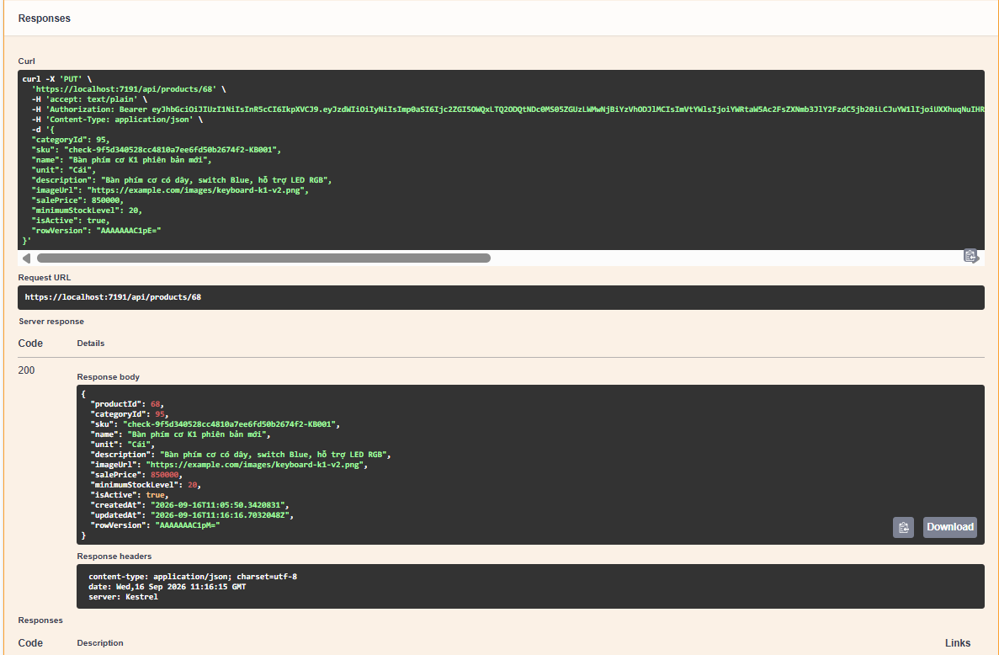 Responses
Curl
curl -X 'PUT' \
'https://localhost:7191/api/products/68' \
-H 'accept: text/plain' \
-H 'Authorization: Bearer
-H 'Content-Type: application/json' \
-d '{
"categoryId": 95,
"sku": "check-9f5d340528cc4810a7ee6fd50b2674f2-KB001",
"name": "Bàn phím cơ K1 phiên bản mới",
"unit": "Cái",
"description": "Bàn phím cơ có dây, switch Blue, hỗ trợ LED RGB",
"imageUrl": "https://example.com/images/keyboard-k1-v2.png",
"salePrice": 850000,
"minimumStockLevel": 20,
"isActive": true,
"rowVersion": "AAAAAAAC1pE="
}'
Request URL
https://localhost:7191/api/products/68
Server response
Code Details
200
Response body
{
"productId": 68,
"categoryId": 95,
"sku": "check-9f5d340528cc4810a7ee6fd50b2674f2-KB001",
"name": "Bàn phím cơ K1 phiên bản mới",
"unit": "Cái",
"description": "Bàn phím cơ có dây, switch Blue, hỗ trợ LED RGB",
"imageUrl": "https://example.com/images/keyboard-k1-v2.png",
"salePrice": 850000,
"minimumStockLevel": 20,
"isActive": true,
"createdAt": "2026-09-16T11:05:50.3420831",
"updatedAt": "2026-09-16T11:16:16.7032048Z",
"rowVersion": "AAAAAAAC1pM="
}
Download
Response headers
content-type: application/json; charset=utf-8
date: Wed,16 Sep 2026 11:16:15 GMT
server: Kestrel
Responses
Code Description Links